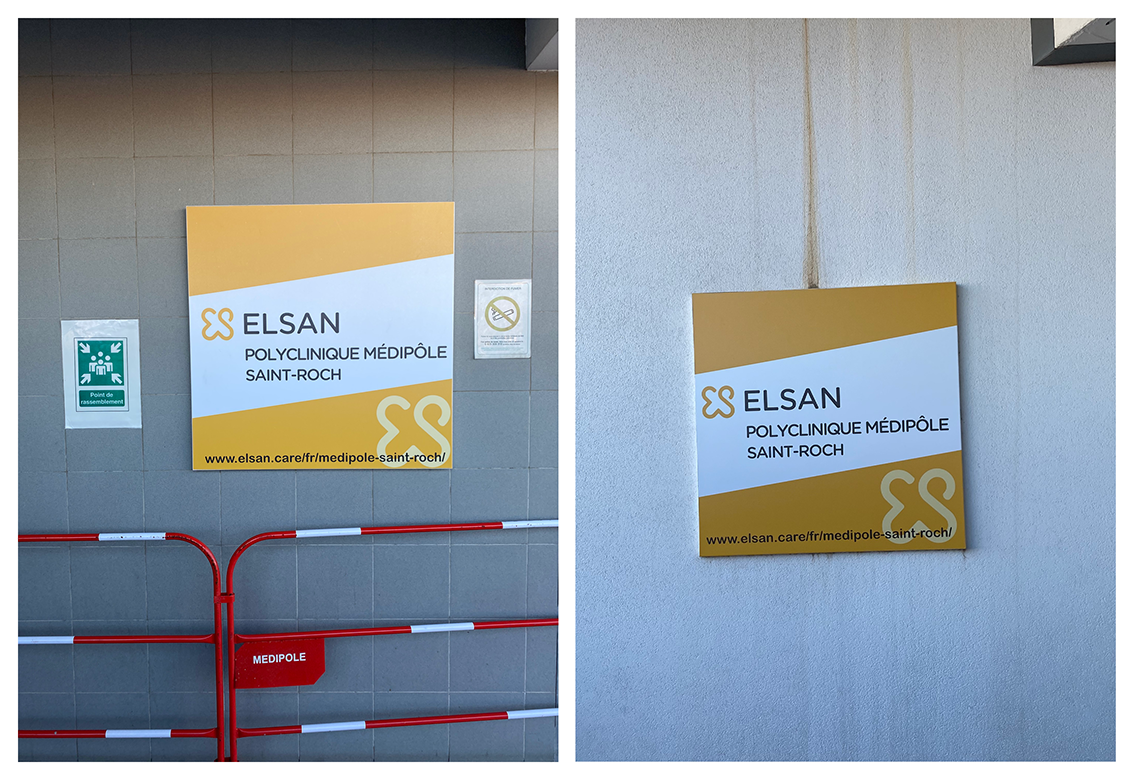 ELSAN
POLYCLINIQUE MÉDIPÔLE
SAINT-ROCH
www.elsan.care/fr/medipole-saint-roch/
Point de
rassemblement
MEDIPOLE
ELSAN
POLYCLINIQUE MÉDIPÔLE
SAINT-ROCH
www.elsan.care/fr/medipole-saint-roch/